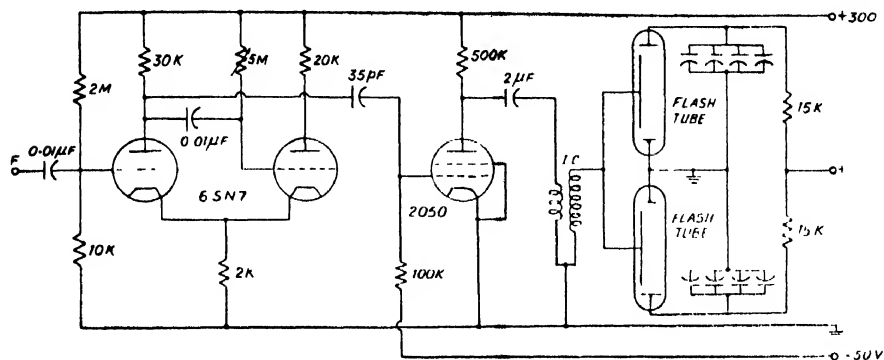 +300
30K
5M
20K
500K
2M
35pF
2µF
0.01µF
0.01µF
F
FLASH
TUBE
15K
+
6SN7
2050
I.C
FLASH
TUBE
15K
10K
2K
100K
-50V